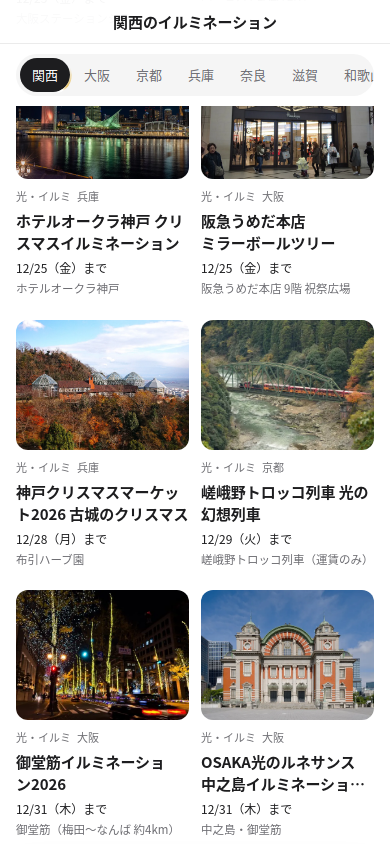 関西のイルミネーション
関西 大阪 京都 兵庫 奈良 滋賀 和歌
光・イルミ 兵庫
ホテルオークラ神戸 クリ
スマスイルミネーション
12/25（金）まで
ホテルオークラ神戸
光・イルミ 大阪
阪急うめだ本店
ミラーボールツリー
12/25（金）まで
阪急うめだ本店 9階 祝祭広場
光・イルミ 兵庫
神戸クリスマスマーケッ
ト2026 古城のクリスマス
12/28（月）まで
布引ハーブ園
光・イルミ 京都
嵯峨野トロッコ列車 光の
幻想列車
12/29（火）まで
嵯峨野トロッコ列車（運賃のみ）
光・イルミ 大阪
御堂筋イルミネーショ
ン2026
12/31（木）まで
御堂筋（梅田〜なんば 約4km）
光・イルミ 大阪
OSAKA光のルネサンス
中之島イルミネーショ…
12/31（木）まで
中之島・御堂筋